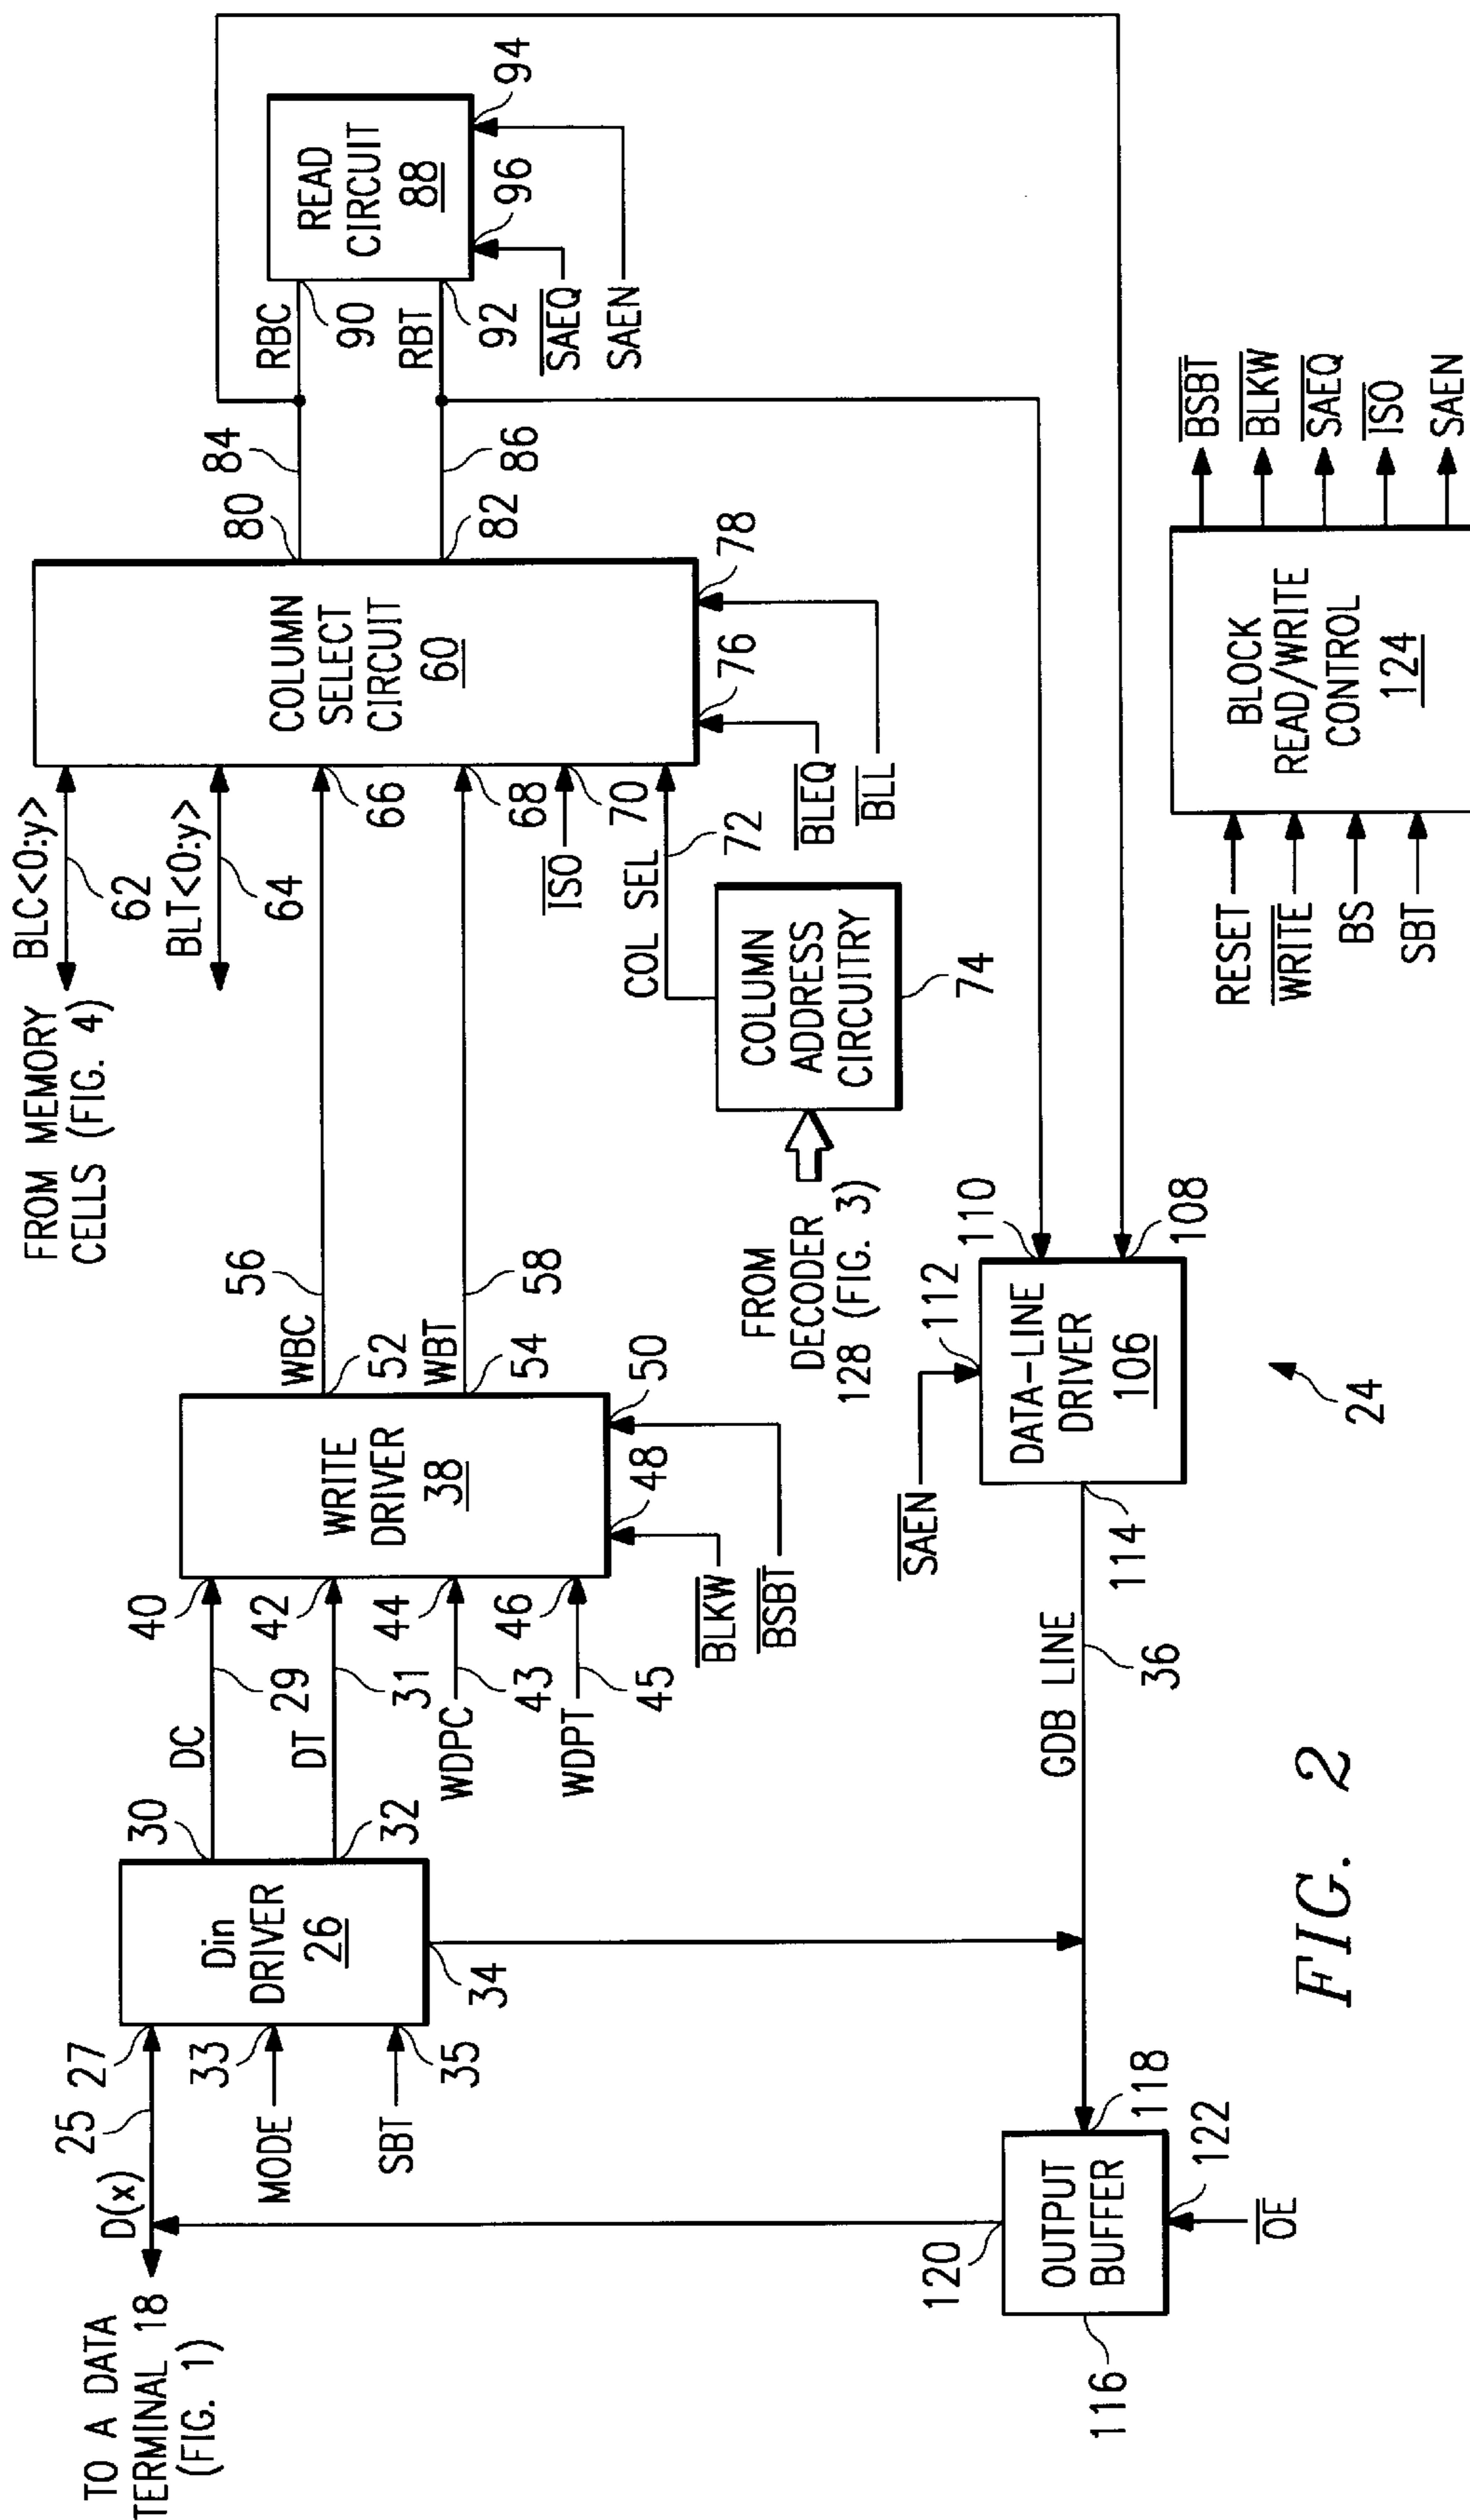 TO A DATA
TERMINAL 18
(FIG. 1)
D(x)
25
27
33
MODE
SBT
35
Din
DRIVER
26
30
32
34
DC
29
DT
31
WDPC
43
WDPT
45
40
42
44
46
WRITE
DRIVER
38
48
50
BLKW
BSBT
WBC
52
WBT
54
56
58
FROM MEMORY
CELLS (FIG. 4)
BLC<0:y>
62
BLT<0:y>
64
66
68
ISO
70
COL SEL
72
COLUMN
ADDRESS
CIRCUITRY
74
FROM
DECODER
128 (FIG. 3)
COLUMN
SELECT
CIRCUIT
60
76
78
BLEQ
BLL
80
82
84
86
RBC
90
RBT
92
READ
CIRCUIT
88
96
94
SAEQ
SAEN
OUTPUT
BUFFER
116
118
120
122
OE
GDB LINE
36
114
DATA-LINE
DRIVER
106
112
SAEN
110
108
24
RESET
WRITE
BS
SBT
BLOCK
READ/WRITE
CONTROL
124
BSBT
BLKW
SAEQ
ISO
SAEN
FIG. 2